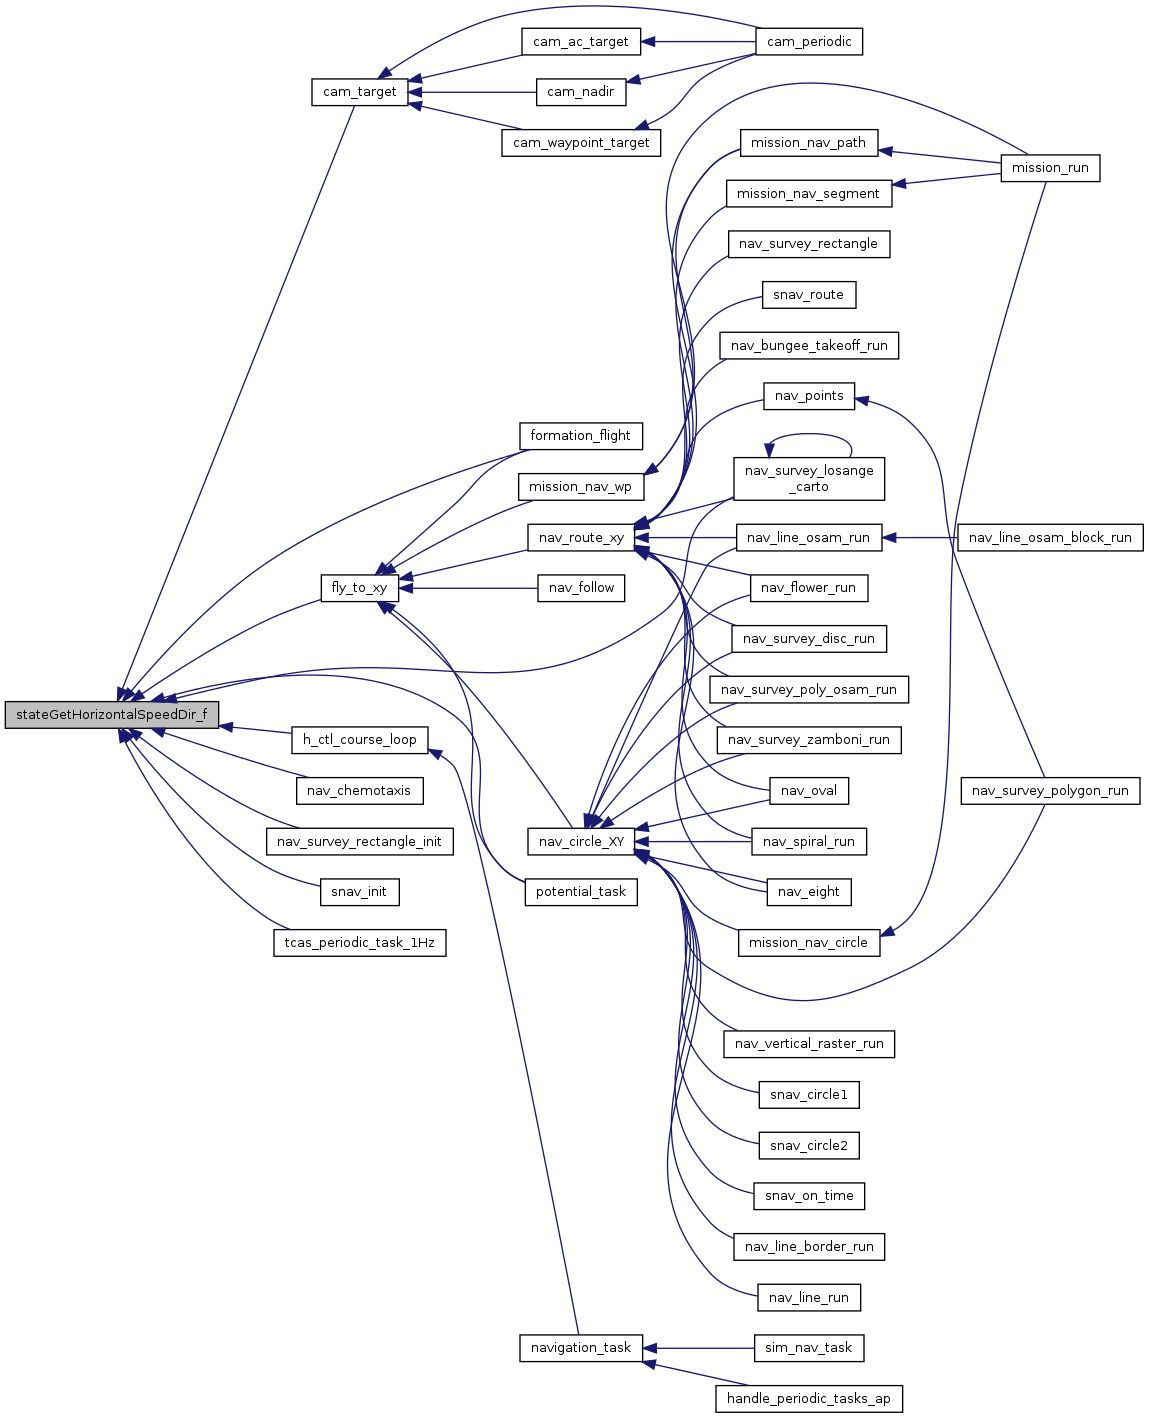 cam_periodic
cam_ac_target
cam_target
cam_nadir
cam_waypoint_target
mission_nav_path
mission_run
mission_nav_segment
nav_survey_rectangle
snav_route
nav_bungee_takeoff_run
nav_points
formation_flight
nav_survey_losange
_carto
mission_nav_wp
nav_route_xy
nav_line_osam_run
nav_line_osam_block_run
fly_to_xy
nav_follow
nav_flower_run
nav_survey_disc_run
nav_survey_poly_osam_run
stateGetHorizontalSpeedDir_f
h_ctl_course_loop
nav_survey_zamboni_run
nav_chemotaxis
nav_oval
nav_survey_polygon_run
nav_survey_rectangle_init
nav_circle_XY
nav_spiral_run
snav_init
potential_task
nav_eight
tcas_periodic_task_1Hz
mission_nav_circle
nav_vertical_raster_run
snav_circle1
snav_circle2
snav_on_time
nav_line_border_run
nav_line_run
navigation_task
sim_nav_task
handle_periodic_tasks_ap